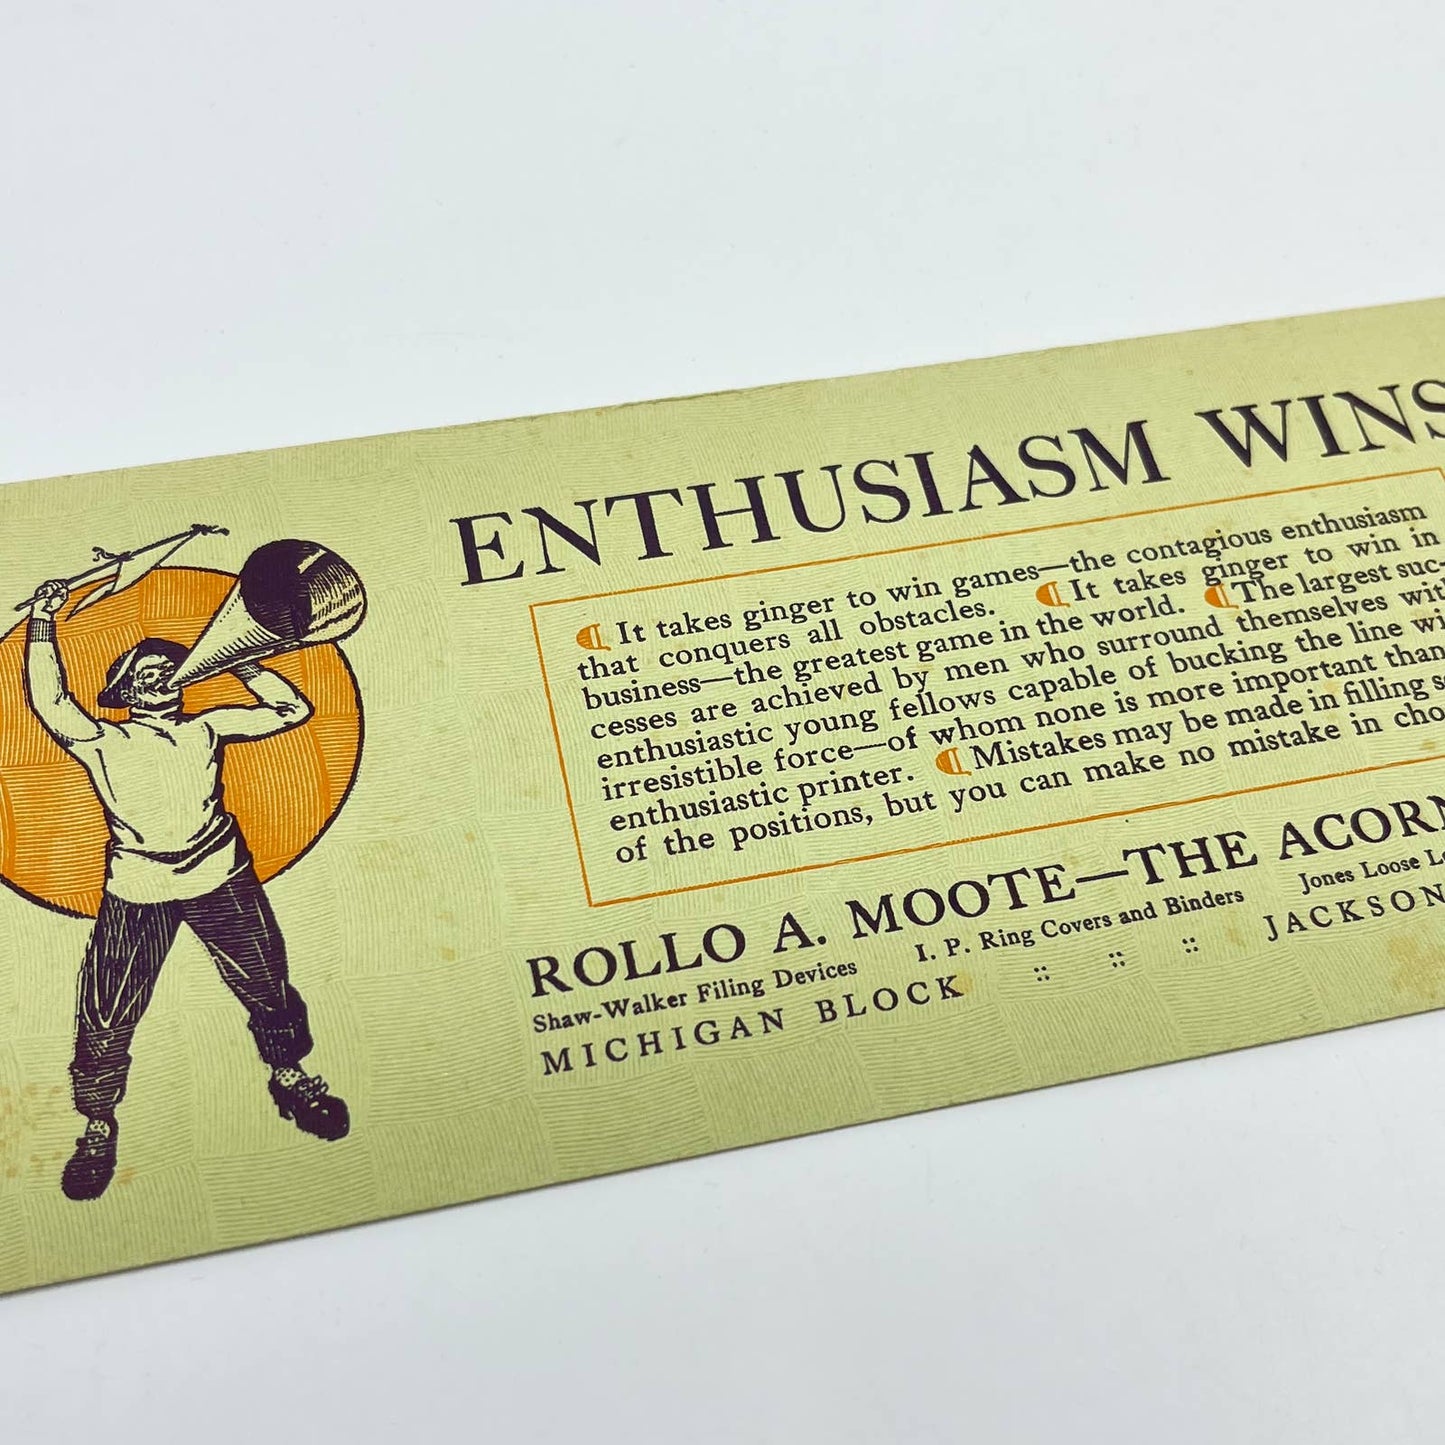 ENTHUSIASM WINS
¶ It takes ginger to win games—the contagious enthusiasm
that conquers all obstacles. ¶ It takes ginger to win in
business—the greatest game in the world. ¶ The largest suc-
cesses are achieved by men who surround themselves with
enthusiastic young fellows capable of bucking the line
irresistible force—of whom none is more important than
enthusiastic printer. ¶ Mistakes may be made in filling
of the positions, but you can make no mistake in
ROLLO A. MOOTE—THE ACORN
Shaw-Walker Filing Devices I. P. Ring Covers and Binders Jones Loose
MICHIGAN BLOCK :: :: :: JACKSON